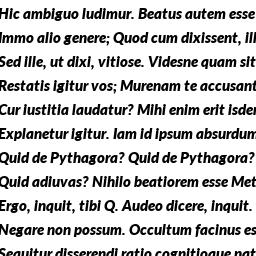 Hic ambiguo ludimur. Beatus autem esse
Immo alio genere; Quod cum dixissent, ill
Sed ille, ut dixi, vitiose. Videsne quam sit
Restatis igitur vos; Murenam te accusant
Cur iustitia laudatur? Mihi enim erit isder
Explanetur igitur. Iam id ipsum absurdum
Quid de Pythagora? Quid de Pythagora?
Quid adiuvas? Nihilo beatiorem esse Met
Ergo, inquit, tibi Q. Audeo dicere, inquit.
Negare non possum. Occultum facinus es
Sequitur disserendi ratio cognitioque nat